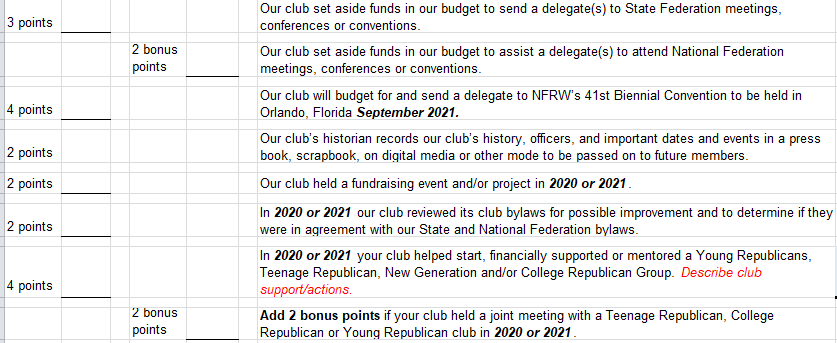 Our club set aside funds in our budget to send a delegate(s) to State Federation meetings,
3 points conferences or conventions.
2 bonus Our club set aside funds in our budget to assist a delegate(s) to attend National Federation
points meetings, conferences or conventions.
Our club will budget for and send a delegate to NFRW's 41st Biennial Convention to be held in
4 points Orlando, Florida September 2021.
Our club's historian records our club's history, officers, and important dates and events in a press
2 points book, scrapbook, on digital media or other mode to be passed on to future members.
2 points Our club held a fundraising event and/or project in 2020 or 2021.
In 2020 or 2021 our club reviewed its club bylaws for possible improvement and to determine if they
2 points were in agreement with our State and National Federation bylaws.
In 2020 or 2021 your club helped start, financially supported or mentored a Young Republicans,
Teenage Republican, New Generation and/or College Republican Group. Describe club
4 points support/actions.
2 bonus Add 2 bonus points if your club held a joint meeting with a Teenage Republican, College
points Republican or Young Republican club in 2020 or 2021.